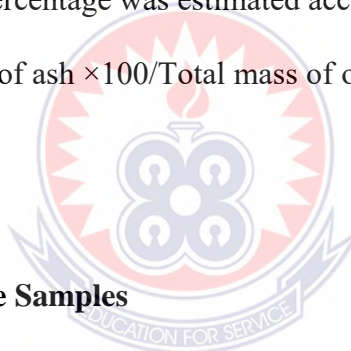 percentage was estimated acc
of ash ×100/Total mass of o
e Samples
EDUCATION FOR SERVICE